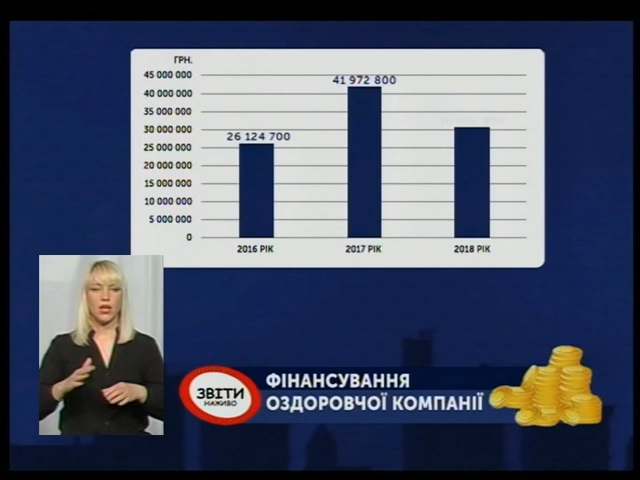 ГРН.
45 000 000
40 000 000
35 000 000
30 000 000
25 000 000
20 000 000
15 000 000
10 000 000
5 000 000
0
26 124 700
41 972 800
2016 РІК
2017 РІК
2018 РІК
ЗВІТИ
НАЖИВО
ФІНАНСУВАННЯ
ОЗДОРОВЧОЇ КОМПАНІЇ